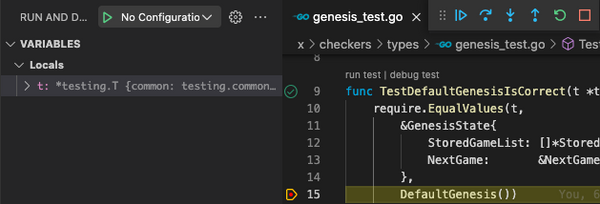 RUN AND D...
No Configuratio
genesis_test.go
VARIABLES
x > checkers > types > genesis_test.go > Test
Locals
t: *testing.T {common: testing.common...
8
run test | debug test
9 func TestDefaultGenesisIsCorrect(t *t
10 require.EqualValues(t,
11 &GenesisState{
12 StoredGameList: []*Stored
13 NextGame: &NextGame
14 },
15 DefaultGenesis()) You, 6